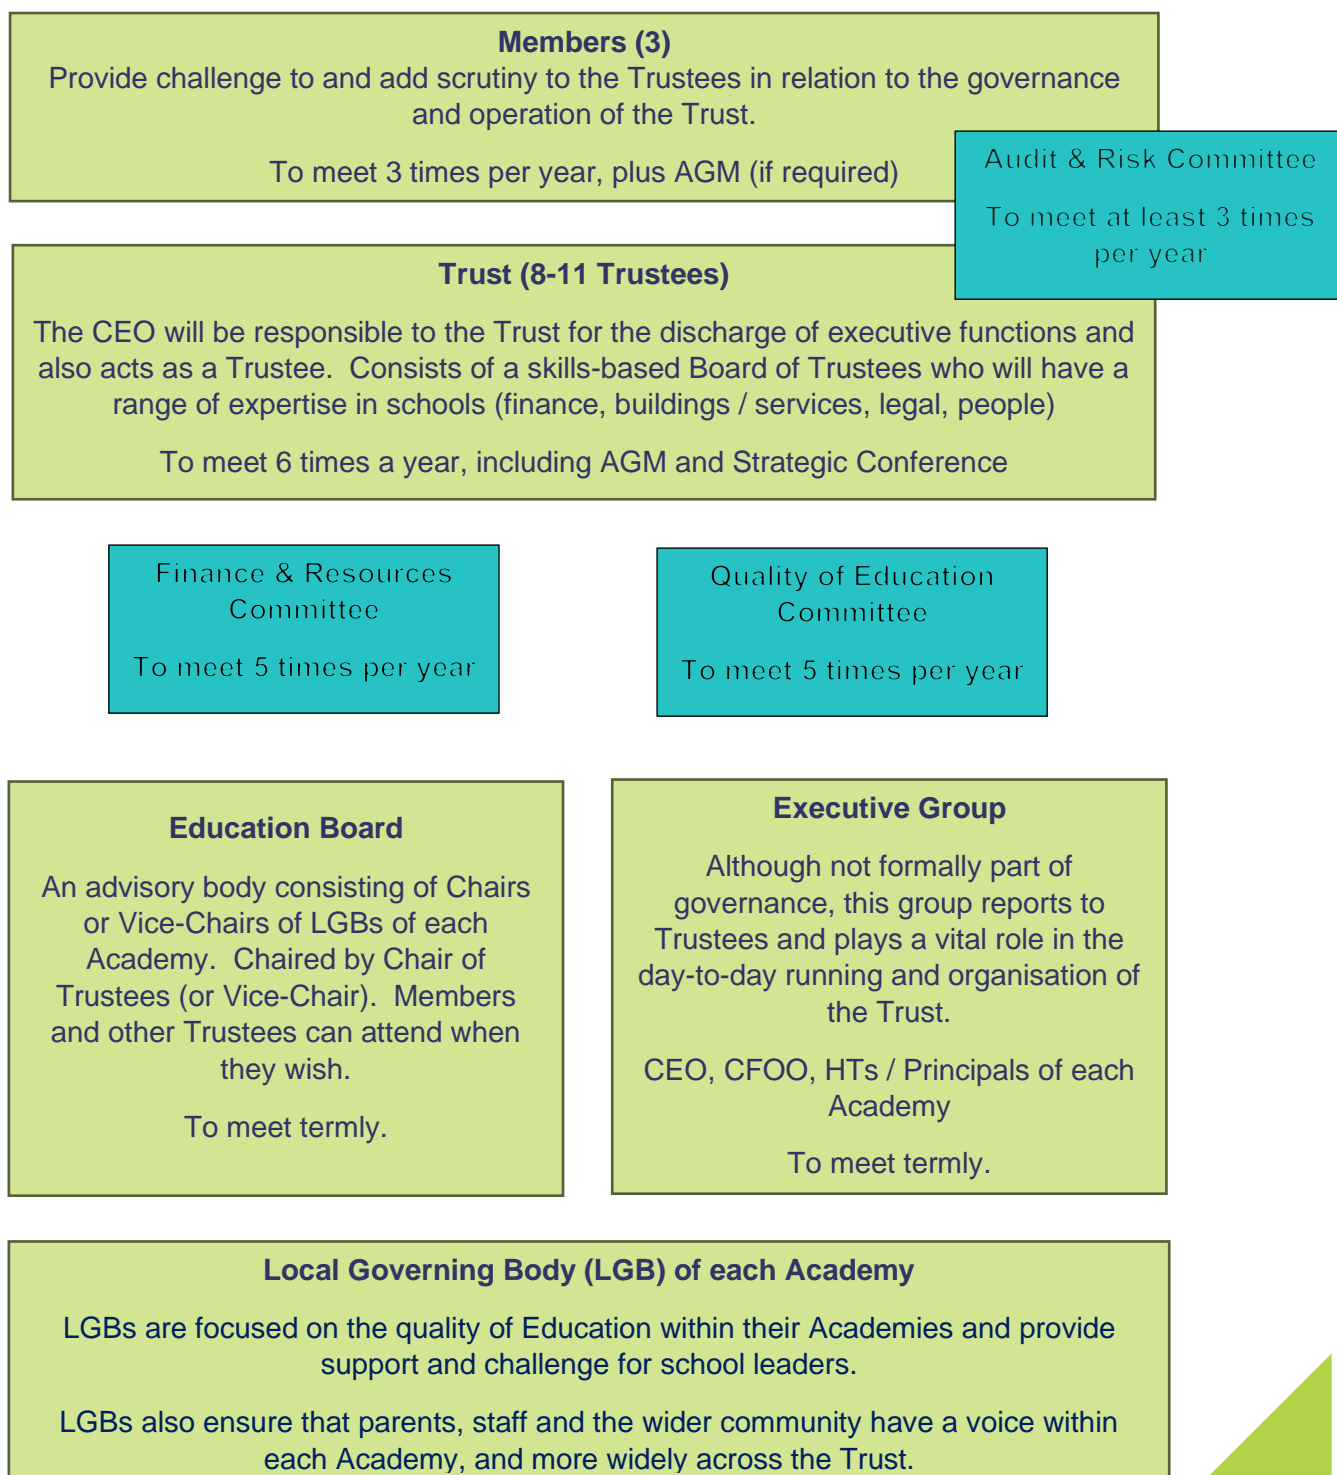 Members (3)
Provide challenge to and add scrutiny to the Trustees in relation to the governance
and operation of the Trust.
To meet 3 times per year, plus AGM (if required)
Audit & Risk Committee
To meet at least 3 times
per year
Trust (8-11 Trustees)
The CEO will be responsible to the Trust for the discharge of executive functions and
also acts as a Trustee.  Consists of a skills-based Board of Trustees who will have a
range of expertise in schools (finance, buildings / services, legal, people)
To meet 6 times a year, including AGM and Strategic Conference
Finance & Resources
Committee
To meet 5 times per year
Quality of Education
Committee
To meet 5 times per year
Education Board
An advisory body consisting of Chairs
or Vice-Chairs of LGBs of each
Academy.  Chaired by Chair of
Trustees (or Vice-Chair).  Members
and other Trustees can attend when
they wish.
To meet termly.
Executive Group
Although not formally part of
governance, this group reports to
Trustees and plays a vital role in the
day-to-day running and organisation of
the Trust.
CEO, CFOO, HTs / Principals of each
Academy
To meet termly.
Local Governing Body (LGB) of each Academy
LGBs are focused on the quality of Education within their Academies and provide
support and challenge for school leaders.
LGBs also ensure that parents, staff and the wider community have a voice within
each Academy, and more widely across the Trust.